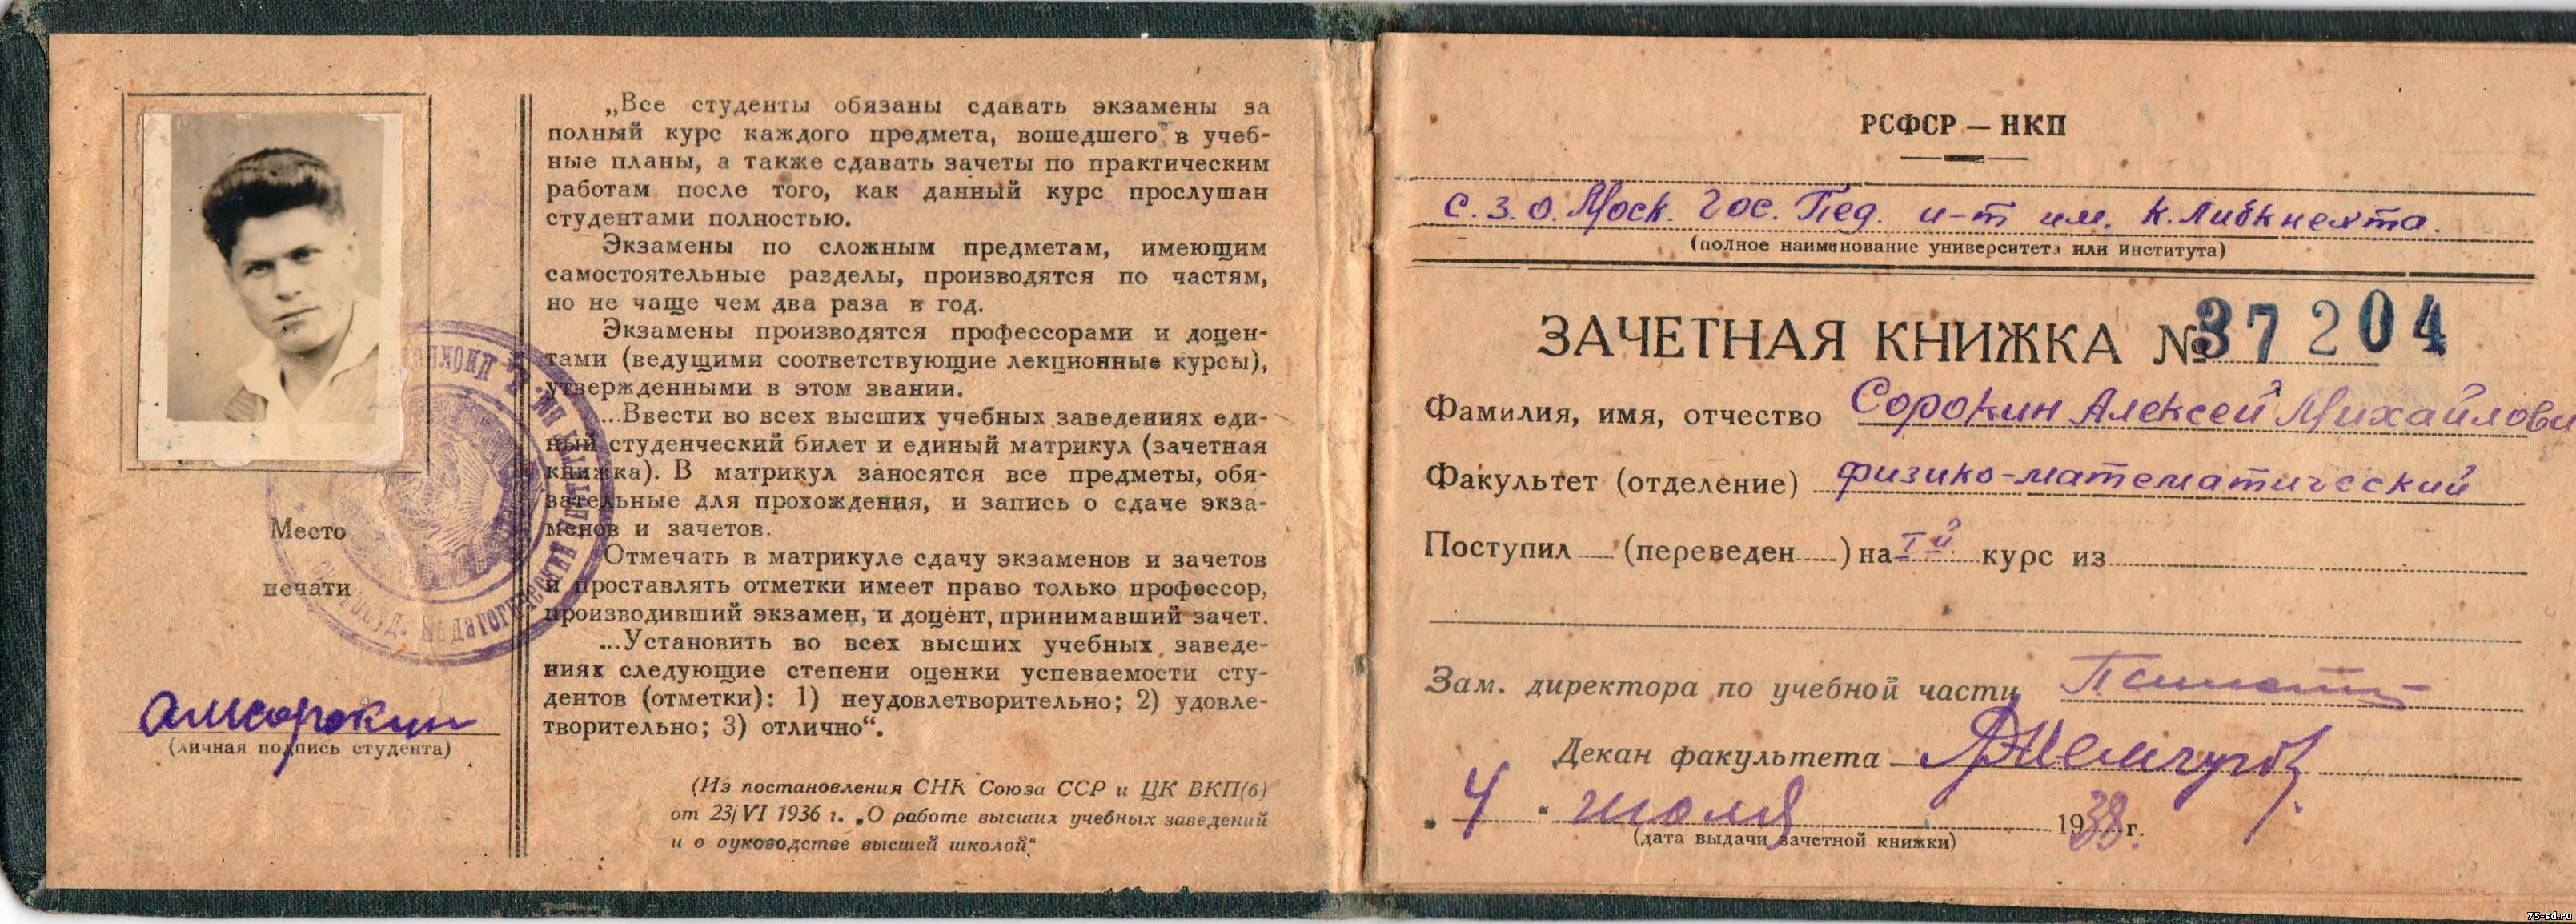 „Все студенты обязаны сдавать экзамены за
полный курс каждого предмета, вошедшего в учеб-
ные планы, а также сдавать зачеты по практическим
работам после того, как данный курс прослушан
студентами полностью.
Экзамены по сложным предметам, имеющим
самостоятельные разделы, производятся по частям,
но не чаще чем два раза в год.
Экзамены производятся профессорами и доцен-
тами (ведущими соответствующие лекционные курсы),
утвержденными в этом звании.
...Ввести во всех высших учебных заведениях еди-
ный студенческий билет и единый матрикул (зачетная
книжка). В матрикул заносятся все предметы, обя-
зательные для прохождения, и запись о сдаче экза-
менов и зачетов.
Отмечать в матрикуле сдачу экзаменов и зачетов
и проставлять отметки имеет право только профессор,
производивший экзамен, и доцент, принимавший зачет.
...Установить во всех высших учебных заведе-
ниях следующие степени оценки успеваемости сту-
дентов (отметки): 1) неудовлетворительно; 2) удовле-
творительно; 3) отлично“.
(Из постановления СНК Союза ССР и ЦК ВКП(б)
от 23/VI 1936 г. „О работе высших учебных заведений
и о руководстве высшей школой“
Место
печати
педагогический
амсорокин
(личная подпись студента)
РСФСР — НКП
с.з.о. Моск. Гос. Пед. и-т им. К. Либкнехта.
(полное наименование университета или института)
ЗАЧЕТНАЯ КНИЖКА № 37204
Фамилия, имя, отчество Сорокин Алексей Михайлови
Факультет (отделение) физико-математический
Поступил (переведен ) на I й курс из
Зам. директора по учебной части
Декан факультета
„4“ июля 1938 г.
(дата выдачи зачетной книжки)
75-sd.ru